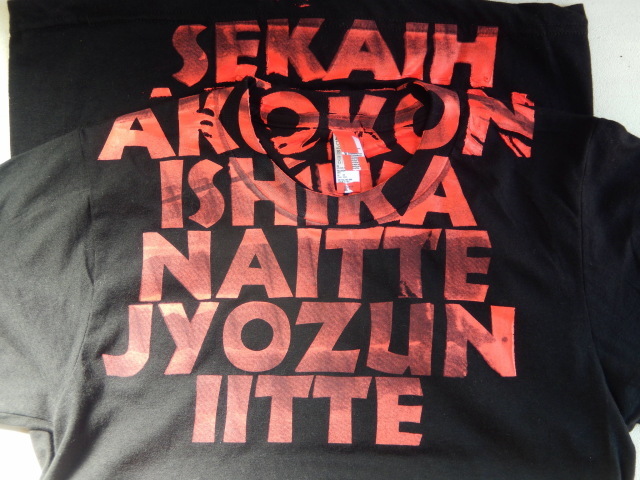 SEKAIH
AKOKON
ISHIKA
NAITTE
JYOZUN
IITTE